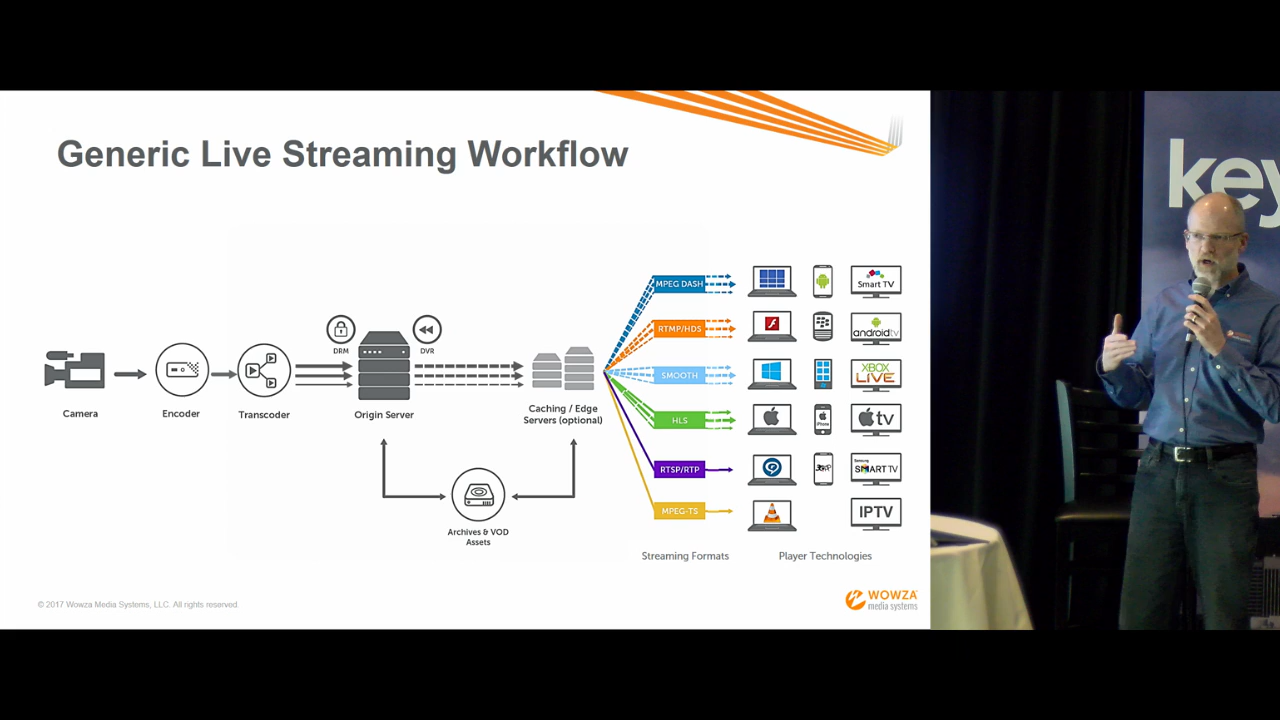 Generic Live Streaming Workflow
Camera
Encoder
Transcoder
DRM
DVR
Origin Server
Caching / Edge
Servers (optional)
Archives & VOD
Assets
MPEG DASH
Smart TV
RTMP/HDS
androidtv
SMOOTH
XBOX
LIVE
HLS
iPhone
tv
RTSP/RTP
Samsung
SMART TV
MPEG-TS
IPTV
Streaming Formats
Player Technologies
© 2017 Wowza Media Systems, LLC. All rights reserved.
WOWZA
media systems
key